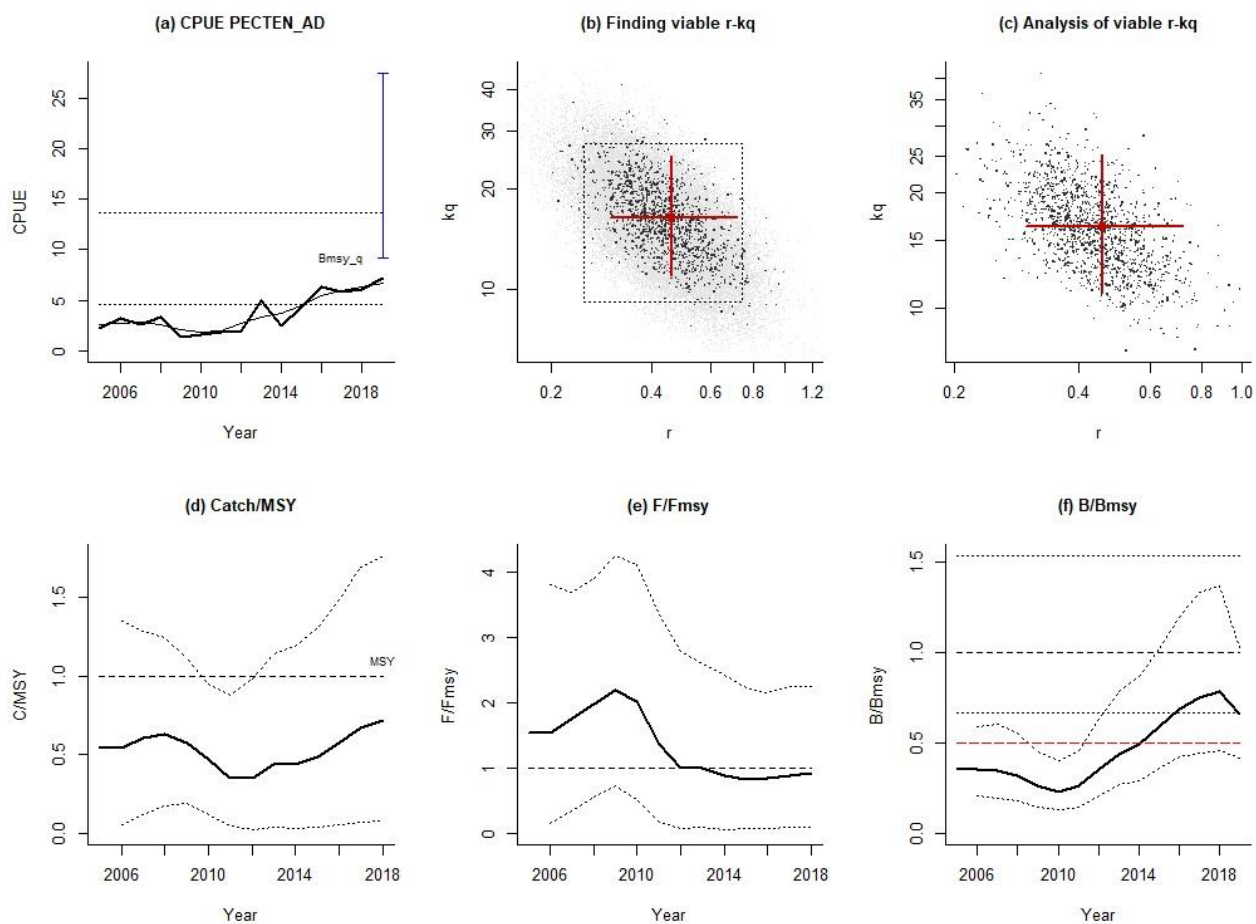 (a) CPUE PECTEN_AD
(b) Finding viable r-kq
(c) Analysis of viable r-kq
CPUE
0 5 10 15 20 25
Bmsy_q
2006 2010 2014 2018
Year
kq
10 20 30 40
0.2 0.4 0.6 0.8 1.2
r
kq
10 15 20 25 35
0.2 0.4 0.6 0.8 1.0
r
(d) Catch/MSY
(e) F/Fmsy
(f) B/Bmsy
C/MSY
0.0 0.5 1.0 1.5
MSY
2006 2010 2014 2018
Year
F/Fmsy
0 1 2 3 4
2006 2010 2014 2018
Year
B/Bmsy
0.0 0.5 1.0 1.5
2006 2010 2014 2018
Year